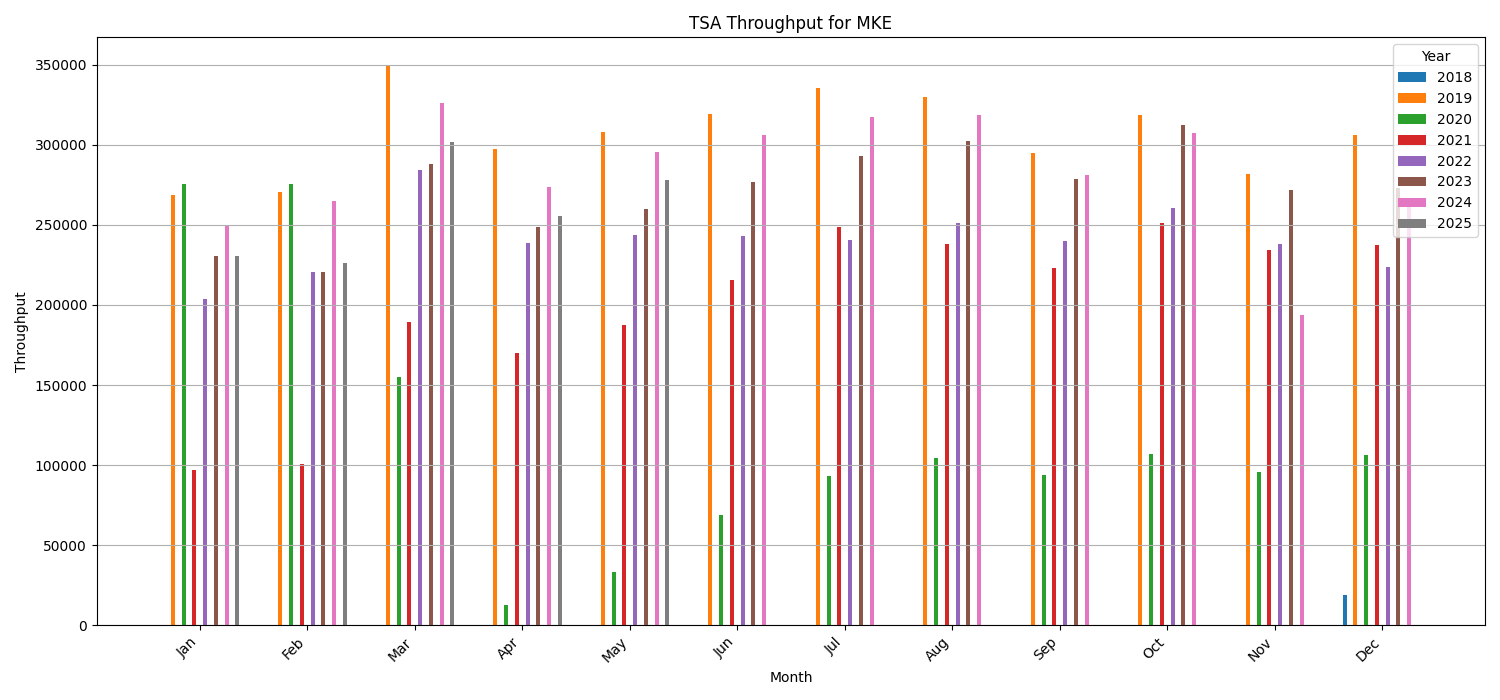 TSA Throughput for MKE
Year
2018
2019
2020
2021
2022
2023
2024
2025
350000
300000
250000
200000
150000
100000
50000
0
Throughput
Jan
Feb
Mar
Apr
May
Jun
Jul
Aug
Sep
Oct
Nov
Dec
Month